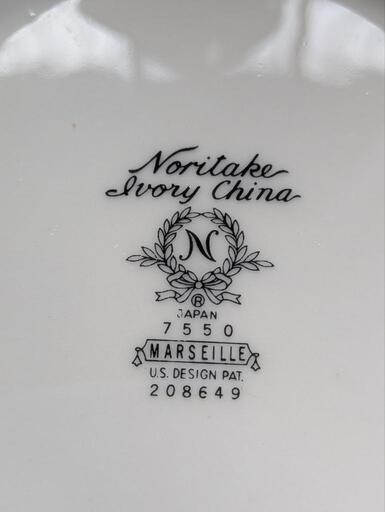 Noritake
Ivory China
N
®
JAPAN
7550
MARSEILLE
U.S. DESIGN PAT.
208649